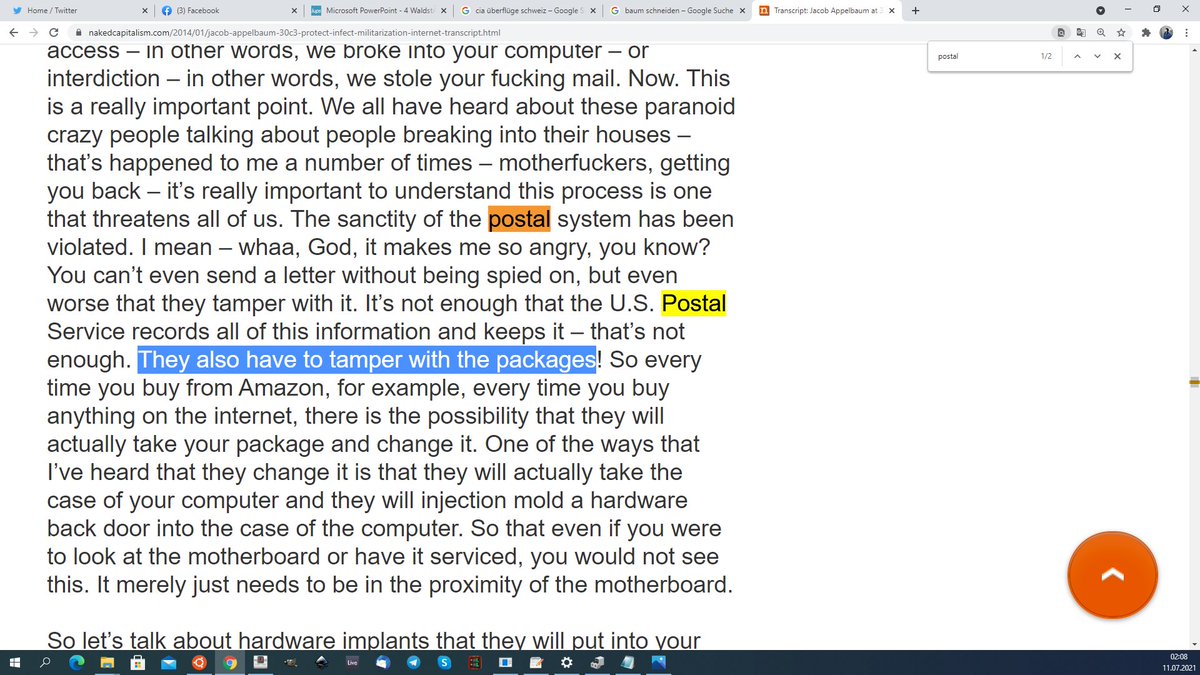 Home / Twitter
(3) Facebook
Microsoft PowerPoint - 4 Waldst
cia überflüge schweiz – Google S
baum schneiden – Google Suche
Transcript: Jacob Appelbaum at 3
nakedcapitalism.com/2014/01/jacob-appelbaum-30c3-protect-infect-militarization-internet-transcript.html
postal
1/2
access – in other words, we broke into your computer – or
interdiction – in other words, we stole your fucking mail. Now. This
is a really important point. We all have heard about these paranoid
crazy people talking about people breaking into their houses –
that’s happened to me a number of times – motherfuckers, getting
you back – it’s really important to understand this process is one
that threatens all of us. The sanctity of the postal system has been
violated. I mean – whaa, God, it makes me so angry, you know?
You can’t even send a letter without being spied on, but even
worse that they tamper with it. It’s not enough that the U.S. Postal
Service records all of this information and keeps it – that’s not
enough. They also have to tamper with the packages! So every
time you buy from Amazon, for example, every time you buy
anything on the internet, there is the possibility that they will
actually take your package and change it. One of the ways that
I’ve heard that they change it is that they will actually take the
case of your computer and they will injection mold a hardware
back door into the case of the computer. So that even if you were
to look at the motherboard or have it serviced, you would not see
this. It merely just needs to be in the proximity of the motherboard.
So let’s talk about hardware implants that they will put into your
Live
02:08
11.07.2021